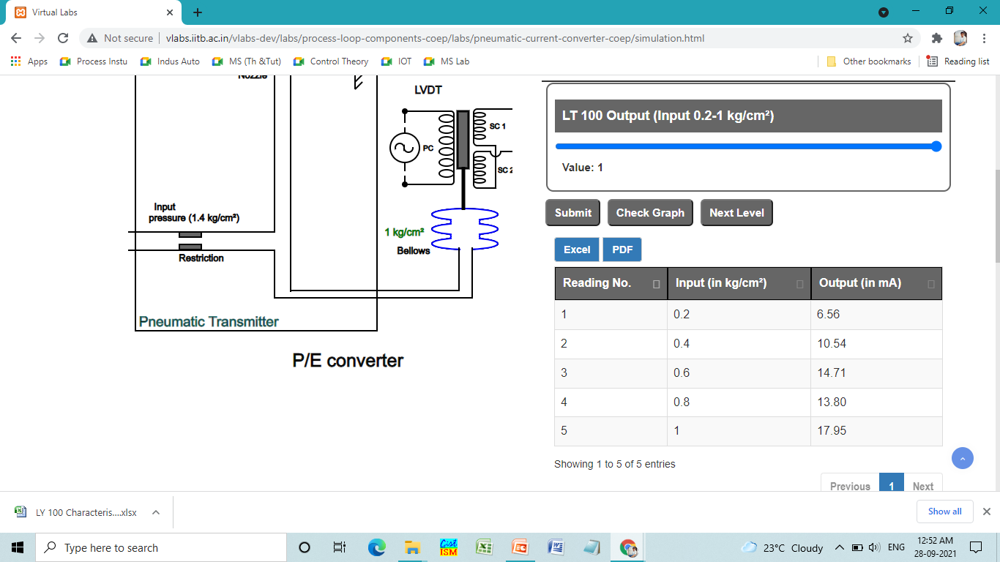 Virtual Labs
Not secure
vlabs.iitb.ac.in/vlabs-dev/labs/process-loop-components-coep/labs/pneumatic-current-converter-coep/simulation.html
Apps
Process Instu
Indus Auto
MS (Th &Tut)
Control Theory
IOT
MS Lab
Other bookmarks
Reading list
Nozzle
LVDT
SC 1
PC
SC 2
Input
pressure (1.4 kg/cm²)
Restriction
1 kg/cm²
Bellows
Pneumatic Transmitter
P/E converter
LT 100 Output (Input 0.2-1 kg/cm²)
Value: 1
Submit
Check Graph
Next Level
Excel
PDF
Reading No. Input (in kg/cm²) Output (in mA)
1 0.2 6.56
2 0.4 10.54
3 0.6 14.71
4 0.8 13.80
5 1 17.95
Showing 1 to 5 of 5 entries
Previous 1 Next
LY 100 Characteris....xlsx
Show all
Type here to search
Cist
ISM
23°C Cloudy
ENG
12:52 AM
28-09-2021